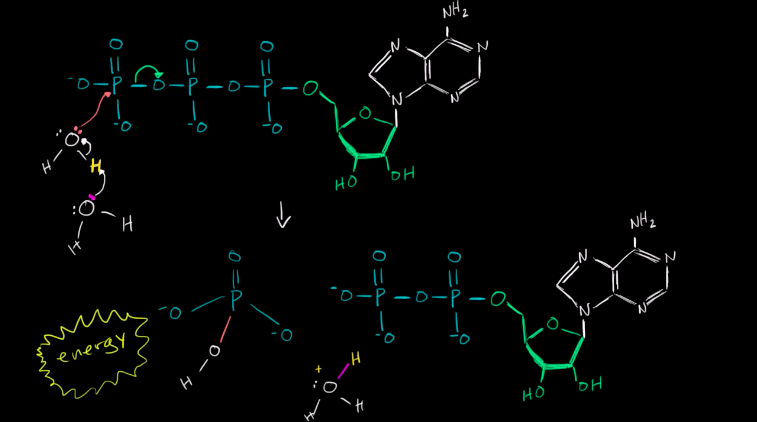 NH₂
O O O N N
⁻O P O P O P O
N N
⁻O ⁻O ⁻O O
:O H
H HO OH
:O H
H
NH₂
O O O N N
⁻O P ⁻O P O P O
N N
⁻O ⁻O ⁻O O
energy
O H
H + :O H
H HO OH